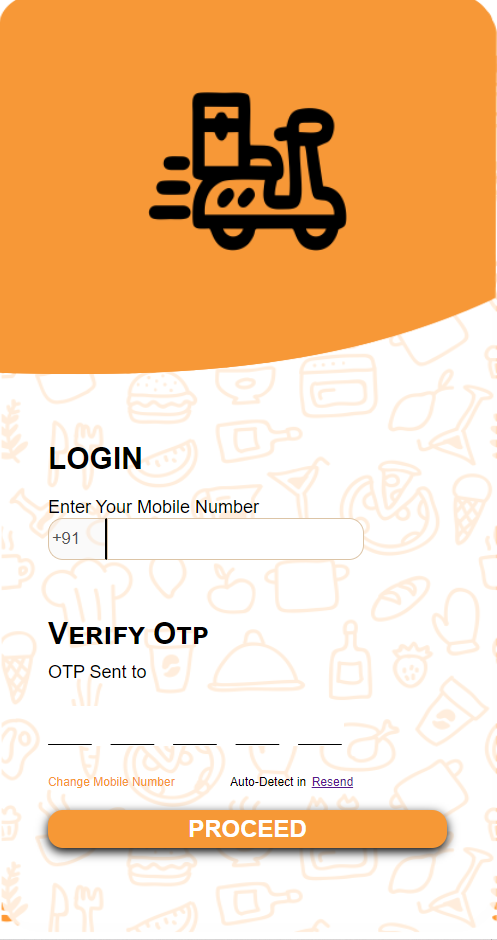 LOGIN
Enter Your Mobile Number
+91
Verify Otp
OTP Sent to
Change Mobile Number Auto-Detect in Resend
PROCEED